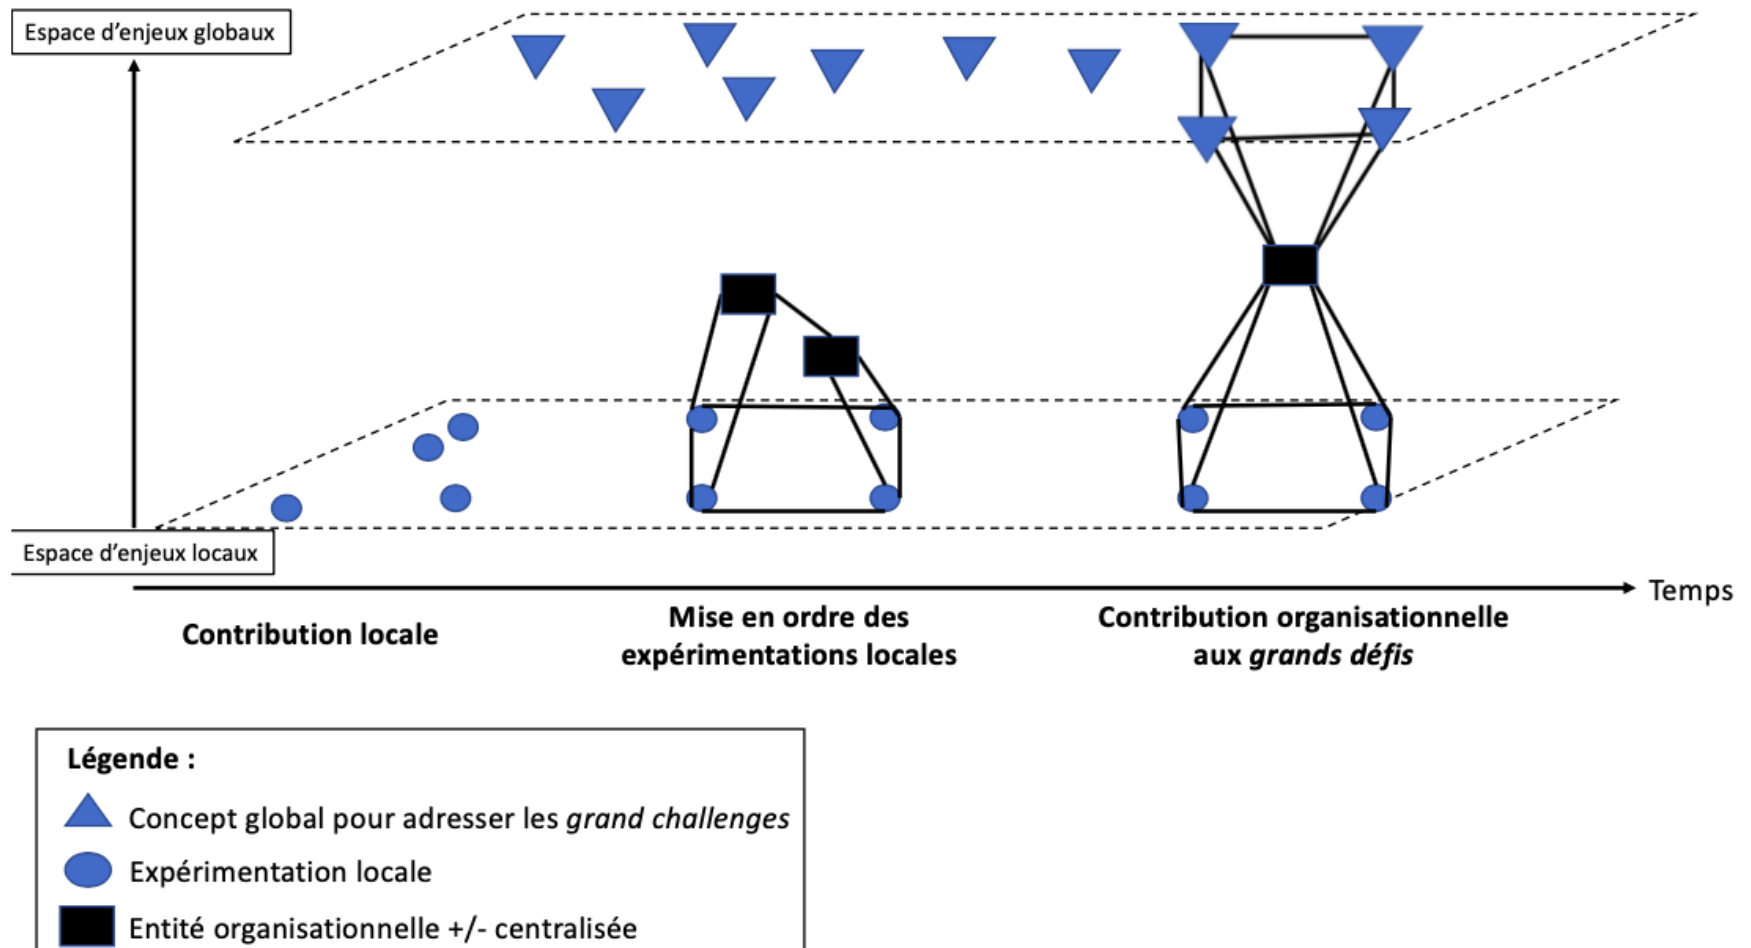 Espace d'enjeux globaux
Espace d'enjeux locaux
Temps
Contribution locale
Mise en ordre des
expérimentations locales
Contribution organisationnelle
aux grands défis
Légende :
Concept global pour adresser les grand challenges
Expérimentation locale
Entité organisationnelle +/- centralisée